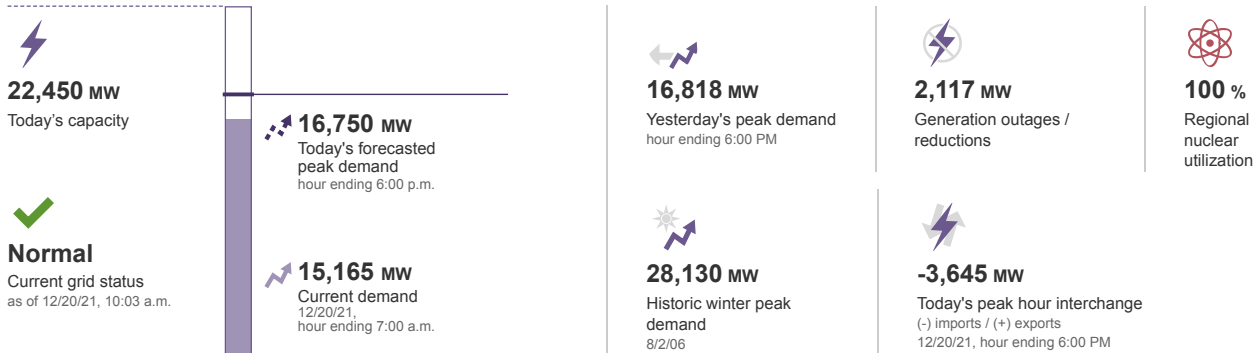 22,450 MW
Today's capacity
Normal
Current grid status
as of 12/20/21, 10:03 a.m.
16,750 MW
Today's forecasted
peak demand
hour ending 6:00 p.m.
15,165 MW
Current demand
12/20/21,
hour ending 7:00 a.m.
16,818 MW
Yesterday's peak demand
hour ending 6:00 PM
2,117 MW
Generation outages /
reductions
100 %
Regional
nuclear
utilization
28,130 MW
Historic winter peak
demand
8/2/06
-3,645 MW
Today's peak hour interchange
(-) imports / (+) exports
12/20/21, hour ending 6:00 PM